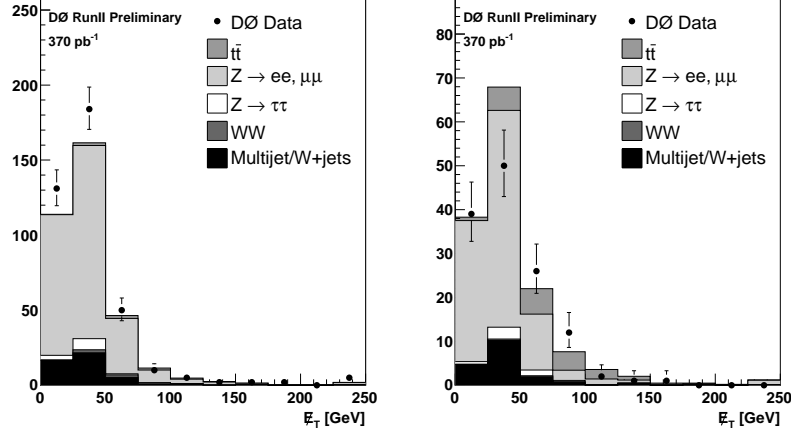 DØ RunII Preliminary
370 pb⁻¹
DØ Data
tt̄
Z → ee, μμ
Z → ττ
WW
Multijet/W+jets
250
200
150
100
50
0
0 50 100 150 200 250
E̸_T [GeV]
DØ RunII Preliminary
370 pb⁻¹
DØ Data
tt̄
Z → ee, μμ
Z → ττ
WW
Multijet/W+jets
80
70
60
50
40
30
20
10
0
0 50 100 150 200 250
E̸_T [GeV]